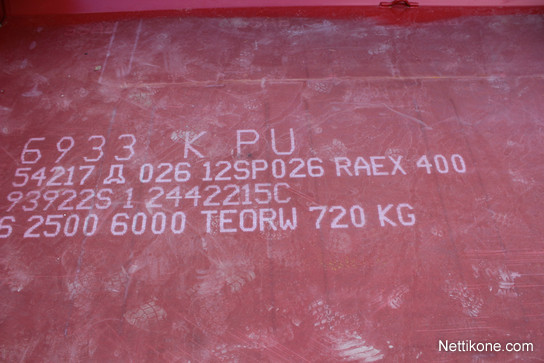 6933 K PU
54217 Д 026 12SP026 RAEX 400
93922S 1 2442215C
6 2500 6000 TEORW 720 KG
Nettikone.com